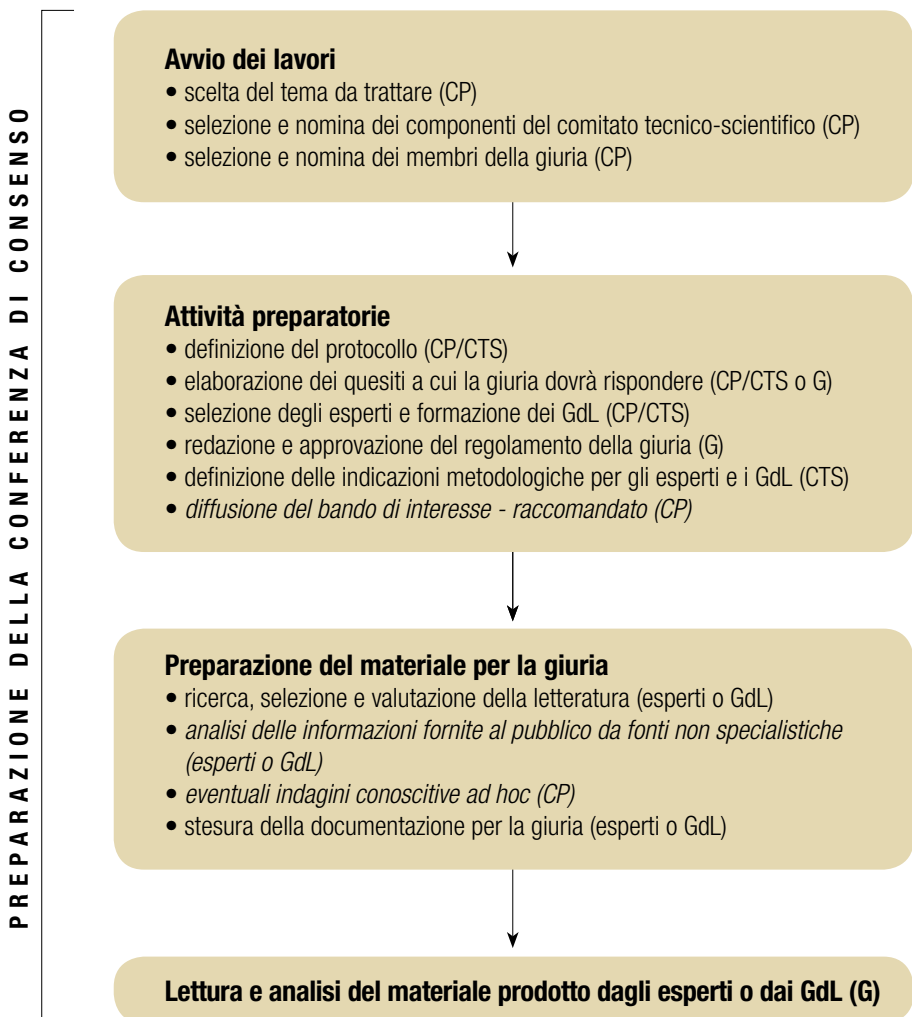 PREPARAZIONE DELLA CONFERENZA DI CONSENSO
Avvio dei lavori
• scelta del tema da trattare (CP)
• selezione e nomina dei componenti del comitato tecnico-scientifico (CP)
• selezione e nomina dei membri della giuria (CP)
Attività preparatorie
• definizione del protocollo (CP/CTS)
• elaborazione dei quesiti a cui la giuria dovrà rispondere (CP/CTS o G)
• selezione degli esperti e formazione dei GdL (CP/CTS)
• redazione e approvazione del regolamento della giuria (G)
• definizione delle indicazioni metodologiche per gli esperti e i GdL (CTS)
• diffusione del bando di interesse - raccomandato (CP)
Preparazione del materiale per la giuria
• ricerca, selezione e valutazione della letteratura (esperti o GdL)
• analisi delle informazioni fornite al pubblico da fonti non specialistiche
(esperti o GdL)
• eventuali indagini conoscitive ad hoc (CP)
• stesura della documentazione per la giuria (esperti o GdL)
Lettura e analisi del materiale prodotto dagli esperti o dai GdL (G)